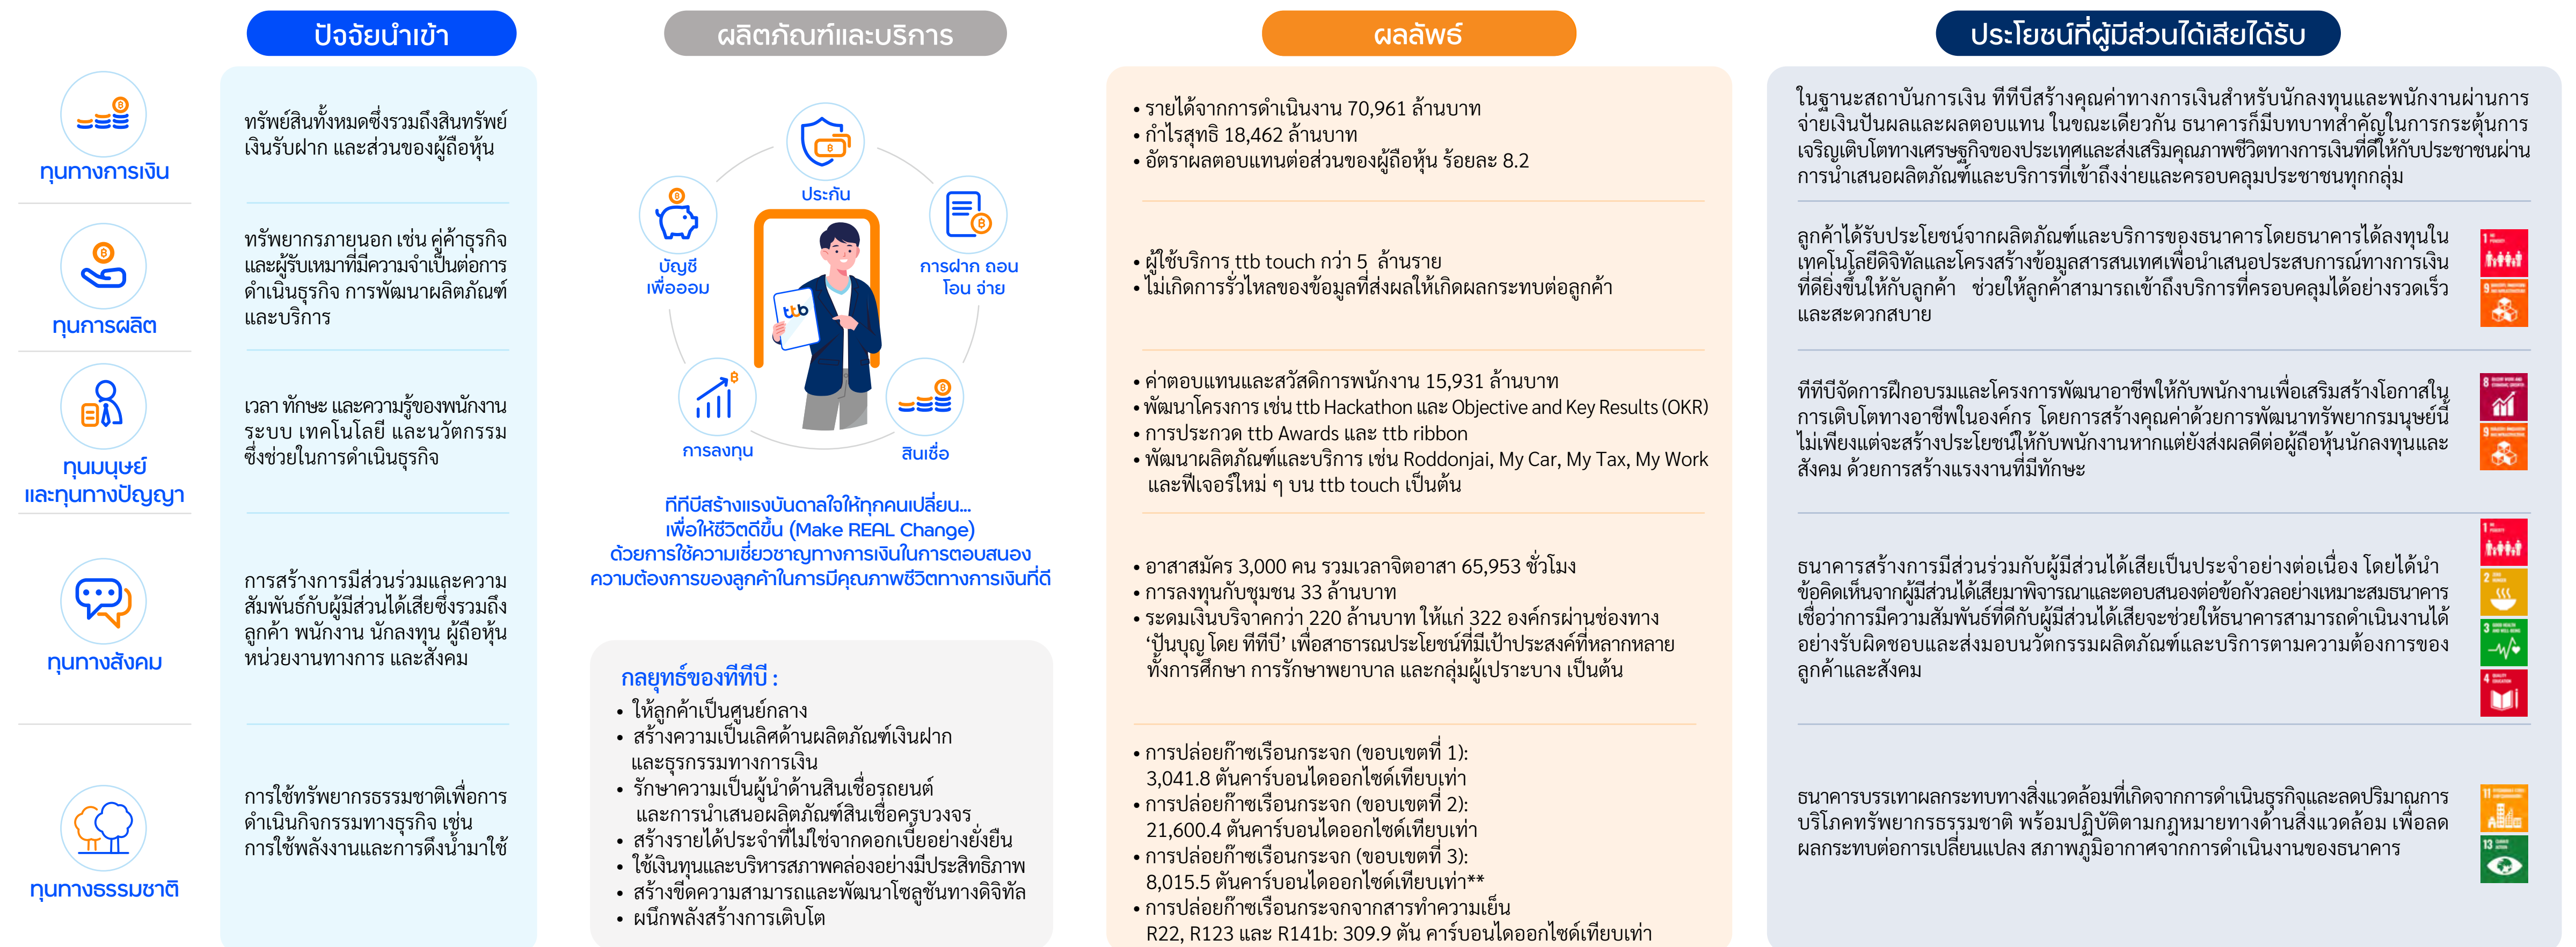 ปัจจัยนำเข้า
ผลิตภัณฑ์และบริการ
ผลลัพธ์
ประโยชน์ที่ผู้มีส่วนได้เสียได้รับ
ทุนทางการเงิน
ทรัพย์สินทั้งหมดซึ่งรวมถึงสินทรัพย์
เงินรับฝาก และส่วนของผู้ถือหุ้น
• รายได้จากการดำเนินงาน 70,961 ล้านบาท
• กำไรสุทธิ 18,462 ล้านบาท
• อัตราผลตอบแทนต่อส่วนของผู้ถือหุ้น ร้อยละ 8.2
ในฐานะสถาบันการเงิน ทีทีบีสร้างคุณค่าทางการเงินสำหรับนักลงทุนและพนักงานผ่านการ
จ่ายเงินปันผลและผลตอบแทน ในขณะเดียวกัน ธนาคารก็มีบทบาทสำคัญในการกระตุ้นการ
เจริญเติบโตทางเศรษฐกิจของประเทศและส่งเสริมคุณภาพชีวิตทางการเงินที่ดีให้กับประชาชนผ่าน
การนำเสนอผลิตภัณฑ์และบริการที่เข้าถึงง่ายและครอบคลุมประชาชนทุกกลุ่ม
ทุนการผลิต
ทรัพยากรภายนอก เช่น คู่ค้าธุรกิจ
และผู้รับเหมาที่มีความจำเป็นต่อการ
ดำเนินธุรกิจ การพัฒนาผลิตภัณฑ์
และบริการ
• ผู้ใช้บริการ ttb touch กว่า 5 ล้านราย
• ไม่เกิดการรั่วไหลของข้อมูลที่ส่งผลให้เกิดผลกระทบต่อลูกค้า
ลูกค้าได้รับประโยชน์จากผลิตภัณฑ์และบริการของธนาคารโดยธนาคารได้ลงทุนใน
เทคโนโลยีดิจิทัลและโครงสร้างข้อมูลสารสนเทศเพื่อนำเสนอประสบการณ์ทางการเงิน
ที่ดียิ่งขึ้นให้กับลูกค้า ช่วยให้ลูกค้าสามารถเข้าถึงบริการที่ครอบคลุมได้อย่างรวดเร็ว
และสะดวกสบาย
1
9
ทุนมนุษย์
และทุนทางปัญญา
เวลา ทักษะ และความรู้ของพนักงาน
ระบบ เทคโนโลยี และนวัตกรรม
ซึ่งช่วยในการดำเนินธุรกิจ
• ค่าตอบแทนและสวัสดิการพนักงาน 15,931 ล้านบาท
• พัฒนาโครงการ เช่น ttb Hackathon และ Objective and Key Results (OKR)
• การประกวด ttb Awards และ ttb ribbon
• พัฒนาผลิตภัณฑ์และบริการ เช่น Roddonjai, My Car, My Tax, My Work
และฟีเจอร์ใหม่ ๆ บน ttb touch เป็นต้น
ทีทีบีจัดการฝึกอบรมและโครงการพัฒนาอาชีพให้กับพนักงานเพื่อเสริมสร้างโอกาสใน
การเติบโตทางอาชีพในองค์กร โดยการสร้างคุณค่าด้วยการพัฒนาทรัพยากรมนุษย์นี้
ไม่เพียงแต่จะสร้างประโยชน์ให้กับพนักงานหากแต่ยังส่งผลดีต่อผู้ถือหุ้นนักลงทุนและ
สังคม ด้วยการสร้างแรงงานที่มีทักษะ
8
9
ทุนทางสังคม
การสร้างการมีส่วนร่วมและความ
สัมพันธ์กับผู้มีส่วนได้เสียซึ่งรวมถึง
ลูกค้า พนักงาน นักลงทุน ผู้ถือหุ้น
หน่วยงานทางการ และสังคม
• อาสาสมัคร 3,000 คน รวมเวลาจิตอาสา 65,953 ชั่วโมง
• การลงทุนกับชุมชน 33 ล้านบาท
• ระดมเงินบริจาคกว่า 220 ล้านบาท ให้แก่ 322 องค์กรผ่านช่องทาง
‘ปันบุญ โดย ทีทีบี’ เพื่อสาธารณประโยชน์ที่มีเป้าประสงค์ที่หลากหลาย
ทั้งการศึกษา การรักษาพยาบาล และกลุ่มผู้เปราะบาง เป็นต้น
ธนาคารสร้างการมีส่วนร่วมกับผู้มีส่วนได้เสียเป็นประจำอย่างต่อเนื่อง โดยได้นำ
ข้อคิดเห็นจากผู้มีส่วนได้เสียมาพิจารณาและตอบสนองต่อข้อกังวลอย่างเหมาะสมธนาคาร
เชื่อว่าการมีความสัมพันธ์ที่ดีกับผู้มีส่วนได้เสียจะช่วยให้ธนาคารสามารถดำเนินงานได้
อย่างรับผิดชอบและส่งมอบนวัตกรรมผลิตภัณฑ์และบริการตามความต้องการของ
ลูกค้าและสังคม
1
2
3
4
ทุนทางธรรมชาติ
การใช้ทรัพยากรธรรมชาติเพื่อการ
ดำเนินกิจกรรมทางธุรกิจ เช่น
การใช้พลังงานและการดึงน้ำมาใช้
• การปล่อยก๊าซเรือนกระจก (ขอบเขตที่ 1):
3,041.8 ตันคาร์บอนไดออกไซด์เทียบเท่า
• การปล่อยก๊าซเรือนกระจก (ขอบเขตที่ 2):
21,600.4 ตันคาร์บอนไดออกไซด์เทียบเท่า
• การปล่อยก๊าซเรือนกระจก (ขอบเขตที่ 3):
8,015.5 ตันคาร์บอนไดออกไซด์เทียบเท่า**
• การปล่อยก๊าซเรือนกระจกจากสารทำความเย็น
R22, R123 และ R141b: 309.9 ตัน คาร์บอนไดออกไซด์เทียบเท่า
ธนาคารบรรเทาผลกระทบทางสิ่งแวดล้อมที่เกิดจากการดำเนินธุรกิจและลดปริมาณการ
บริโภคทรัพยากรธรรมชาติ พร้อมปฏิบัติตามกฎหมายทางด้านสิ่งแวดล้อม เพื่อลด
ผลกระทบต่อการเปลี่ยนแปลง สภาพภูมิอากาศจากการดำเนินงานของธนาคาร
11
13
ประกัน
บัญชี
เพื่อออม
การฝาก ถอน
โอน จ่าย
ttb
การลงทุน
สินเชื่อ
ทีทีบีสร้างแรงบันดาลใจให้ทุกคนเปลี่ยน...
เพื่อให้ชีวิตดีขึ้น (Make REAL Change)
ด้วยการใช้ความเชี่ยวชาญทางการเงินในการตอบสนอง
ความต้องการของลูกค้าในการมีคุณภาพชีวิตทางการเงินที่ดี
กลยุทธ์ของทีทีบี :
• ให้ลูกค้าเป็นศูนย์กลาง
• สร้างความเป็นเลิศด้านผลิตภัณฑ์เงินฝาก
และธุรกรรมทางการเงิน
• รักษาความเป็นผู้นำด้านสินเชื่อรถยนต์
และการนำเสนอผลิตภัณฑ์สินเชื่อครบวงจร
• สร้างรายได้ประจำที่ไม่ใช่จากดอกเบี้ยอย่างยั่งยืน
• ใช้เงินทุนและบริหารสภาพคล่องอย่างมีประสิทธิภาพ
• สร้างขีดความสามารถและพัฒนาโซลูชันทางดิจิทัล
• ผนึกพลังสร้างการเติบโต